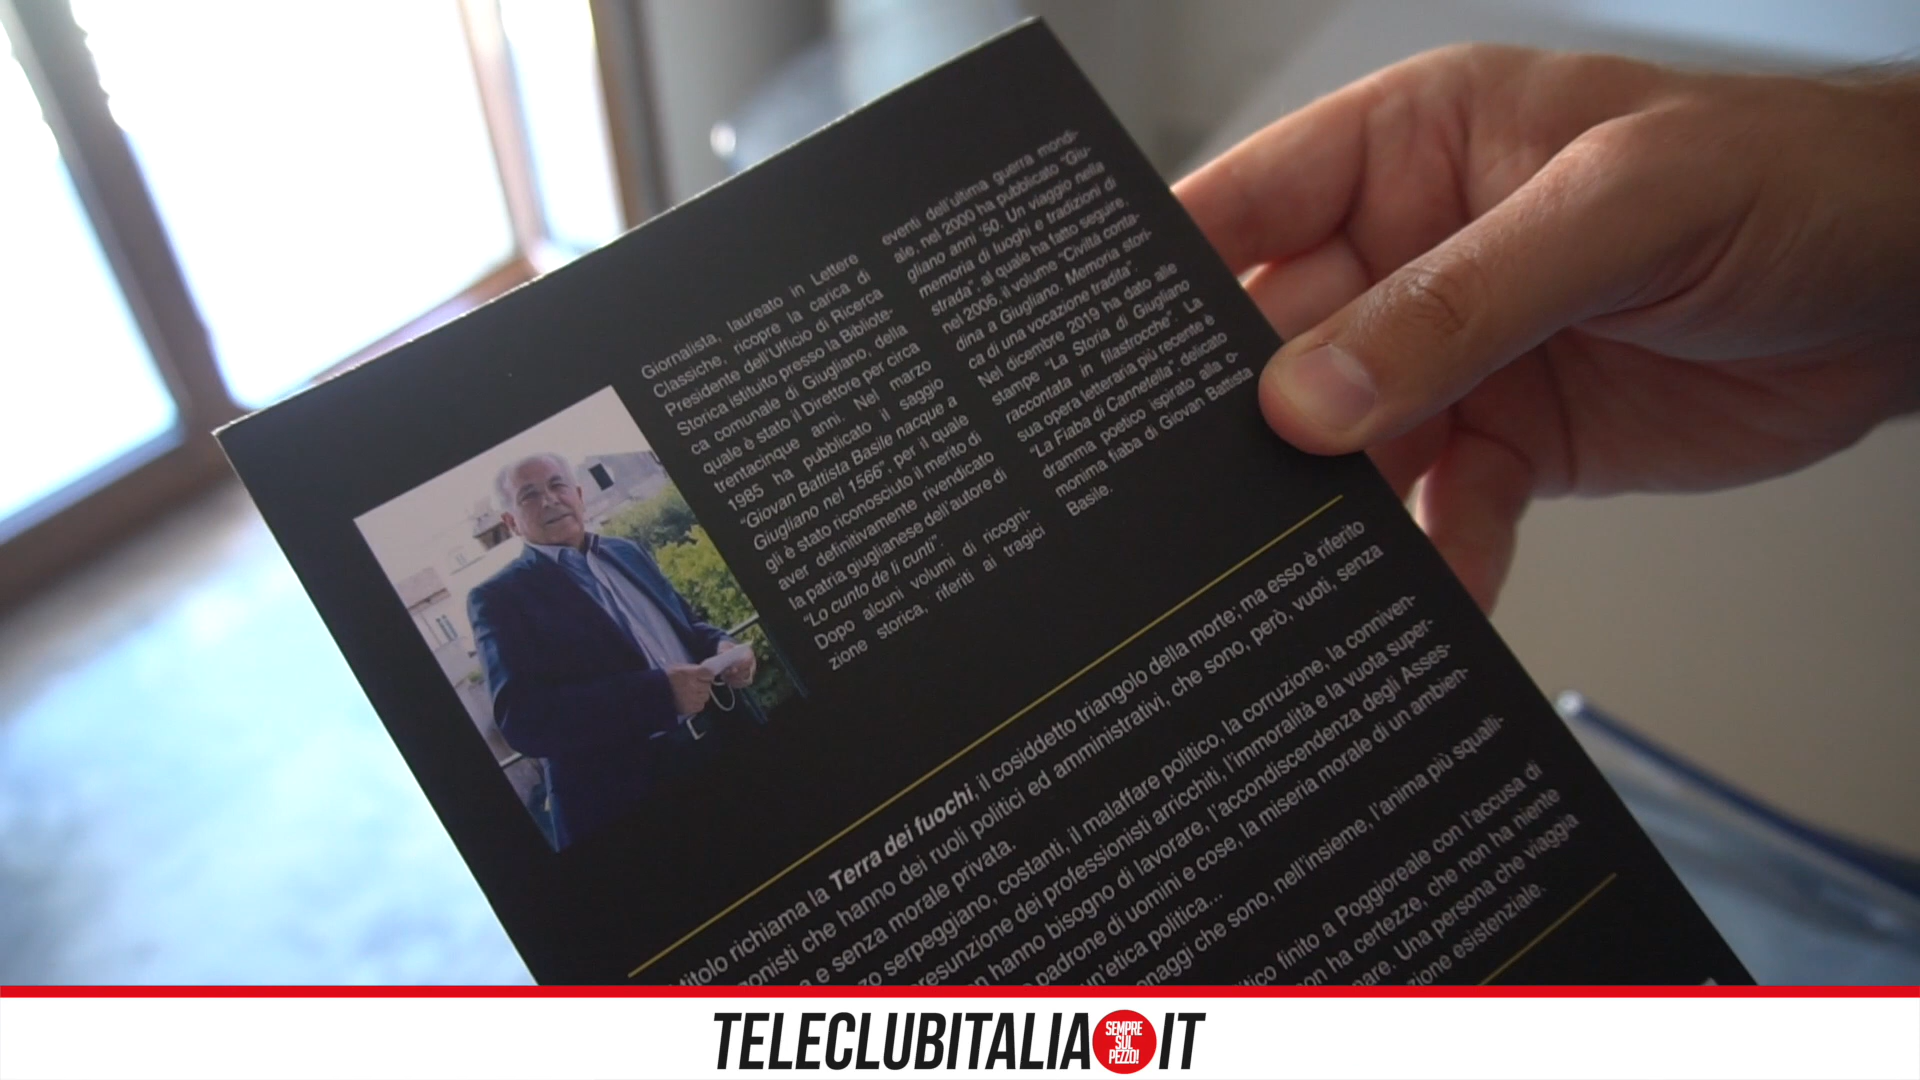 Giornalista, laureato in Lettere
Classiche, ricopre la carica di
Presidente dell'Ufficio di Ricerca
Storica istituito presso la Bibliote-
ca comunale di Giugliano, della
quale è stato il Direttore per circa
trentacinque anni. Nel marzo
1985 ha pubblicato il saggio
“Giovan Battista Basile nacque a
Giugliano nel 1566”, per il quale
gli è stato riconosciuto il merito di
aver definitivamente rivendicato
la patria giuglianese dell'autore di
“Lo cunto de li cunti”.
Dopo alcuni volumi di ricogni-
zione storica, riferiti ai tragici
eventi dell'ultima guerra mondi-
ale, nel 2000 ha pubblicato “Giu-
gliano anni '50. Un viaggio nella
memoria di luoghi e tradizioni di
strada”, al quale ha fatto seguire,
nel 2006, il volume “Civiltà conta-
dina a Giugliano. Memoria stori-
ca di una vocazione tradita”.
Nel dicembre 2019 ha dato alle
stampe “La Storia di Giugliano
raccontata in filastrocche”. La
sua opera letteraria più recente è
“La Fiaba di Cannetella”, delicato
dramma poetico ispirato alla o-
monima fiaba di Giovan Battista
Basile.
titolo richiama la Terra dei fuochi, il cosiddetto triangolo della morte; ma esso è riferito
gonisti che hanno dei ruoli politici ed amministrativi, che sono, però, vuoti, senza
a e senza morale privata.
zo serpeggiano, costanti, il malaffare politico, la corruzione, la conniven-
resunzione dei professionisti arricchiti, l'immoralità e la vuota super-
n hanno bisogno di lavorare, l'accondiscendenza degli Asses-
padrone di uomini e cose, la miseria morale di un ambien-
un'etica politica...
onaggi che sono, nell'insieme, l'anima più squalli-
itico finito a Poggioreale con l'accusa di
on ha certezze, che non ha niente
nare. Una persona che viaggia
zione esistenziale.
TELECLUBITALIA SEMPRE SUL PEZZO! IT